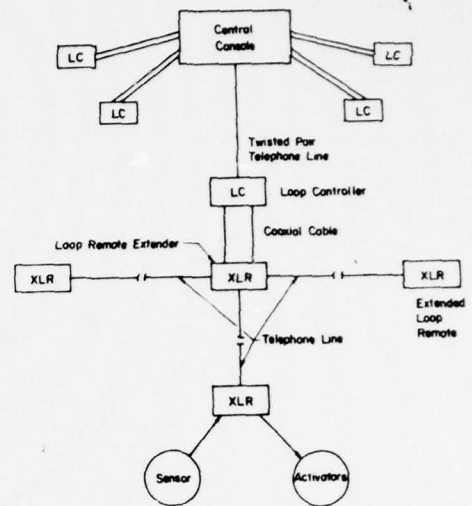 Central
Console
LC
LC
LC
LC
Twisted Pair
Telephone Line
LC
Loop Controller
Coaxial Cable
Loop Remote Extender
XLR
XLR
XLR
Extended
Loop
Remote
Telephone Line
XLR
Sensor
Activators